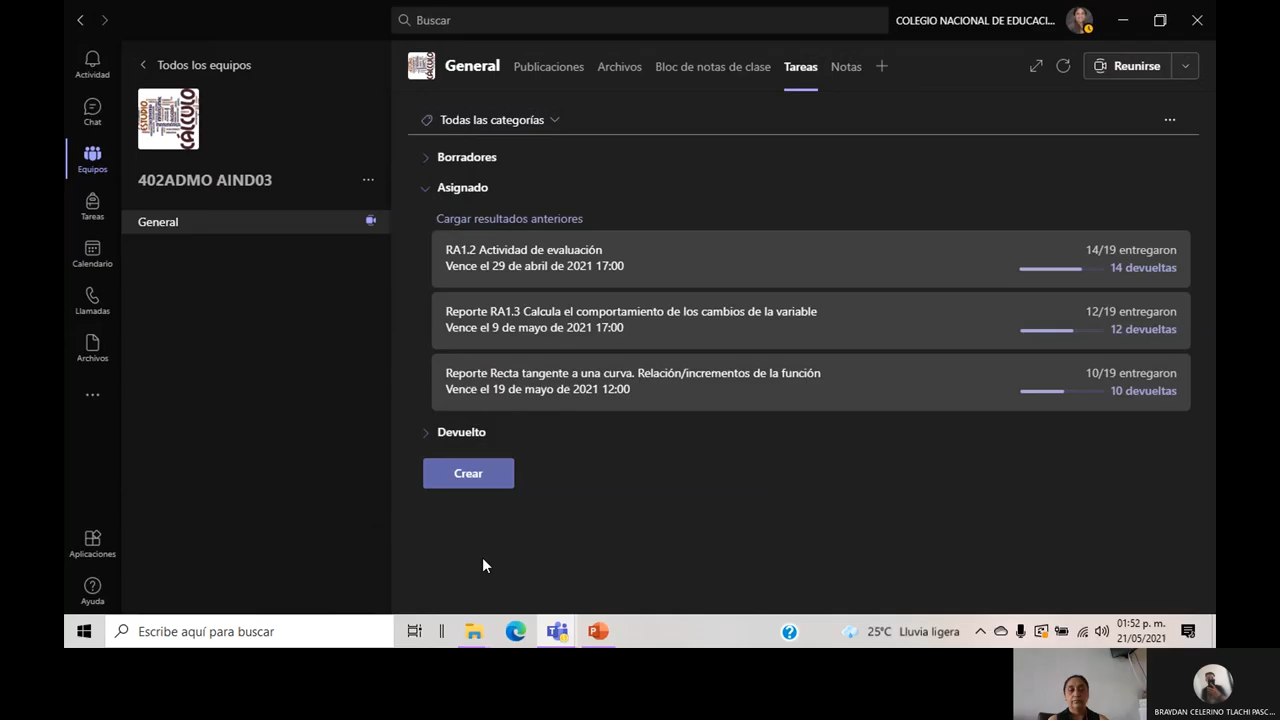 Buscar
COLEGIO NACIONAL DE EDUCACI...
Actividad
Chat
Equipos
Tareas
Calendario
Llamadas
Archivos
Aplicaciones
Ayuda
Todos los equipos
ESTUDIO
CÁLCULO
402ADMO AIND03
General
General
Publicaciones
Archivos
Bloc de notas de clase
Tareas
Notas
Reunirse
Todas las categorías
Borradores
Asignado
Cargar resultados anteriores
RA1.2 Actividad de evaluación
Vence el 29 de abril de 2021 17:00
14/19 entregaron
14 devueltas
Reporte RA1.3 Calcula el comportamiento de los cambios de la variable
Vence el 9 de mayo de 2021 17:00
12/19 entregaron
12 devueltas
Reporte Recta tangente a una curva. Relación/incrementos de la función
Vence el 19 de mayo de 2021 12:00
10/19 entregaron
10 devueltas
Devuelto
Crear
Escribe aquí para buscar
25°C Lluvia ligera
01:52 p. m.
21/05/2021
BRAYDAN CELERINO TLACHI PASC...